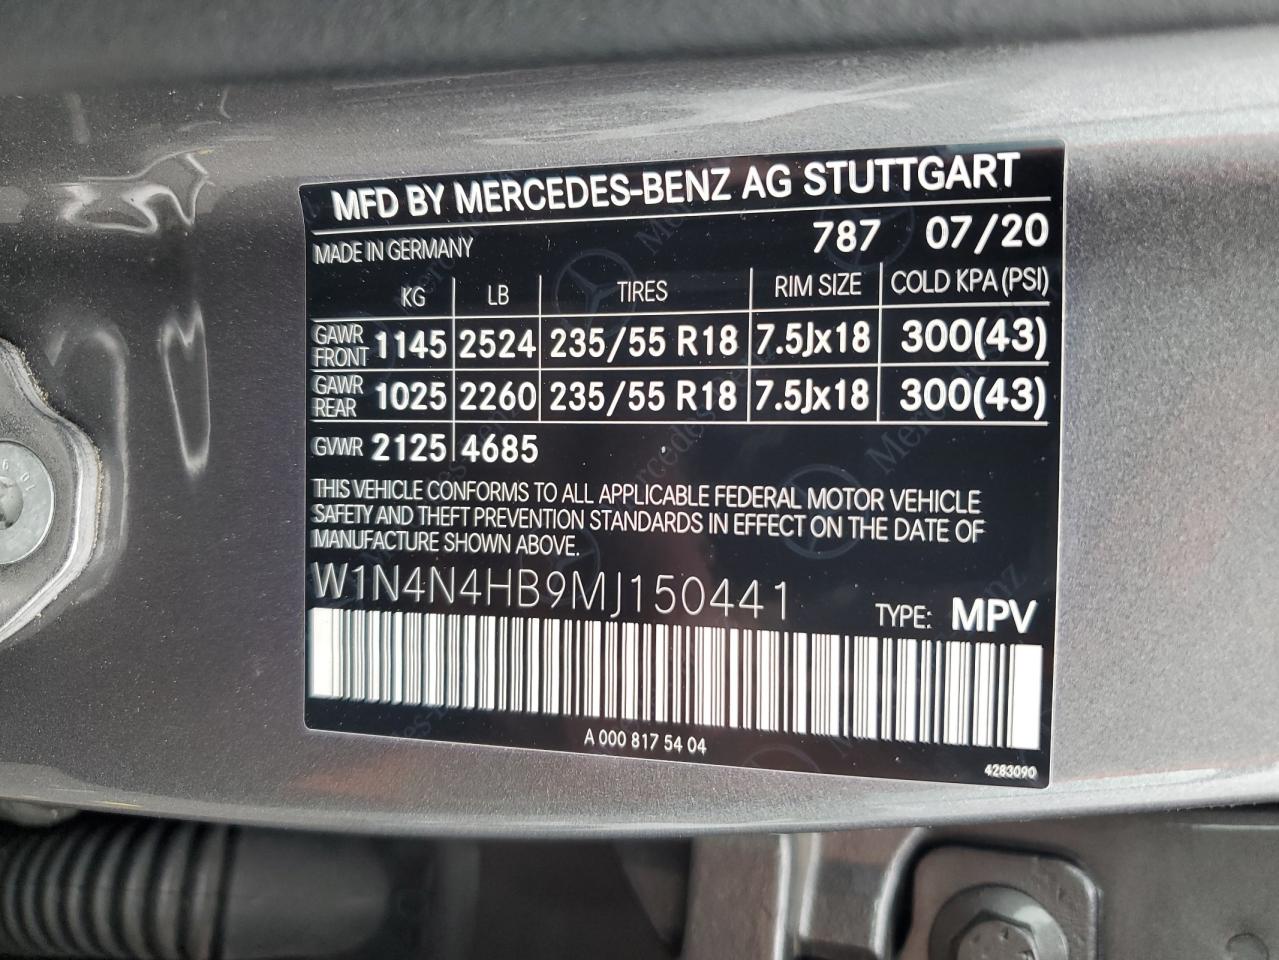 MFD BY MERCEDES-BENZ AG STUTTGART
MADE IN GERMANY 787 07/20
KG LB TIRES RIM SIZE COLD KPA (PSI)
GAWR FRONT 1145 2524 235/55 R18 7.5Jx18 300(43)
GAWR REAR 1025 2260 235/55 R18 7.5Jx18 300(43)
GVWR 2125 4685
THIS VEHICLE CONFORMS TO ALL APPLICABLE FEDERAL MOTOR VEHICLE
SAFETY AND THEFT PREVENTION STANDARDS IN EFFECT ON THE DATE OF
MANUFACTURE SHOWN ABOVE.
W1N4N4HB9MJ150441 TYPE: MPV
A 000 817 54 04
4283090